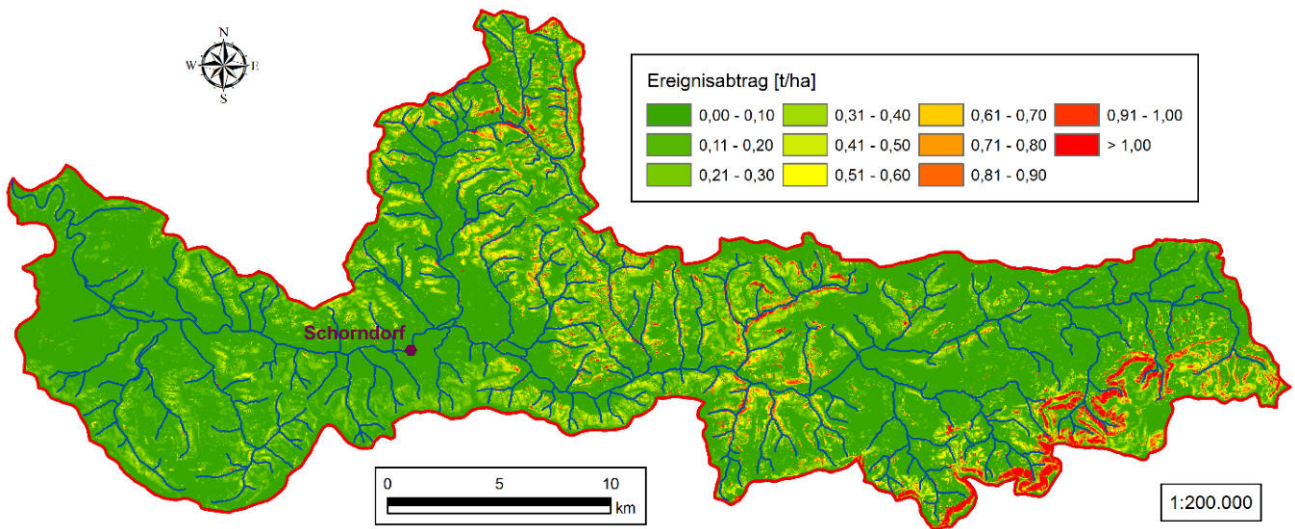 N
W E
S
Ereignisabtrag [t/ha]
0,00 - 0,10 0,31 - 0,40 0,61 - 0,70 0,91 - 1,00
0,11 - 0,20 0,41 - 0,50 0,71 - 0,80 > 1,00
0,21 - 0,30 0,51 - 0,60 0,81 - 0,90
Schorndorf
0 5 10
km
1:200.000